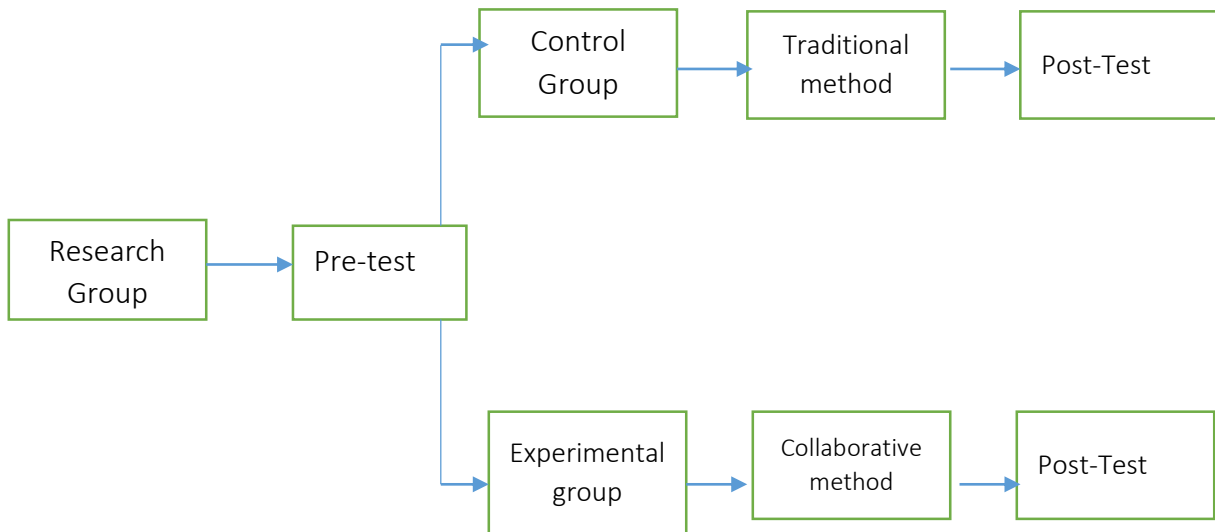 Control
Group
Traditional
method
Post-Test
Research
Group
Pre-test
Experimental
group
Collaborative
method
Post-Test